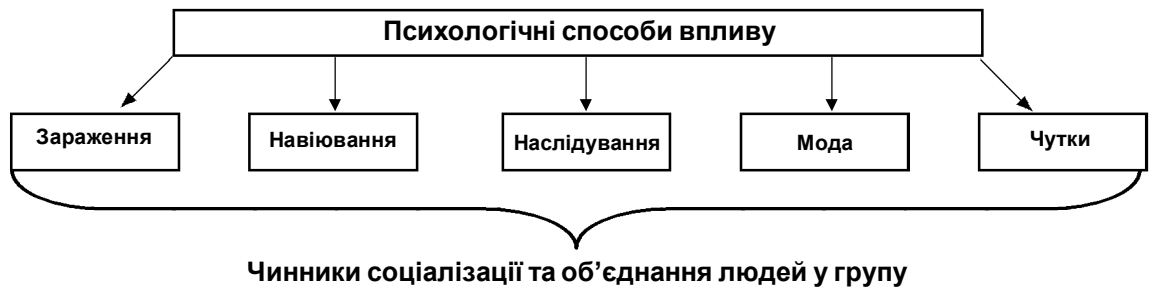 Психологічні способи впливу
Зараження
Навіювання
Наслідування
Мода
Чутки
Чинники соціалізації та об’єднання людей у групу